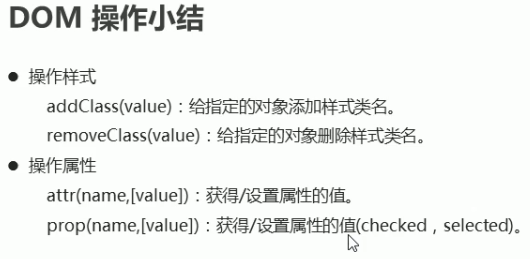 DOM 操作小结
● 操作样式
addClass(value)：给指定的对象添加样式类名。
removeClass(value)：给指定的对象删除样式类名。
● 操作属性
attr(name,[value])：获得/设置属性的值。
prop(name,[value])：获得/设置属性的值(checked，selected)。